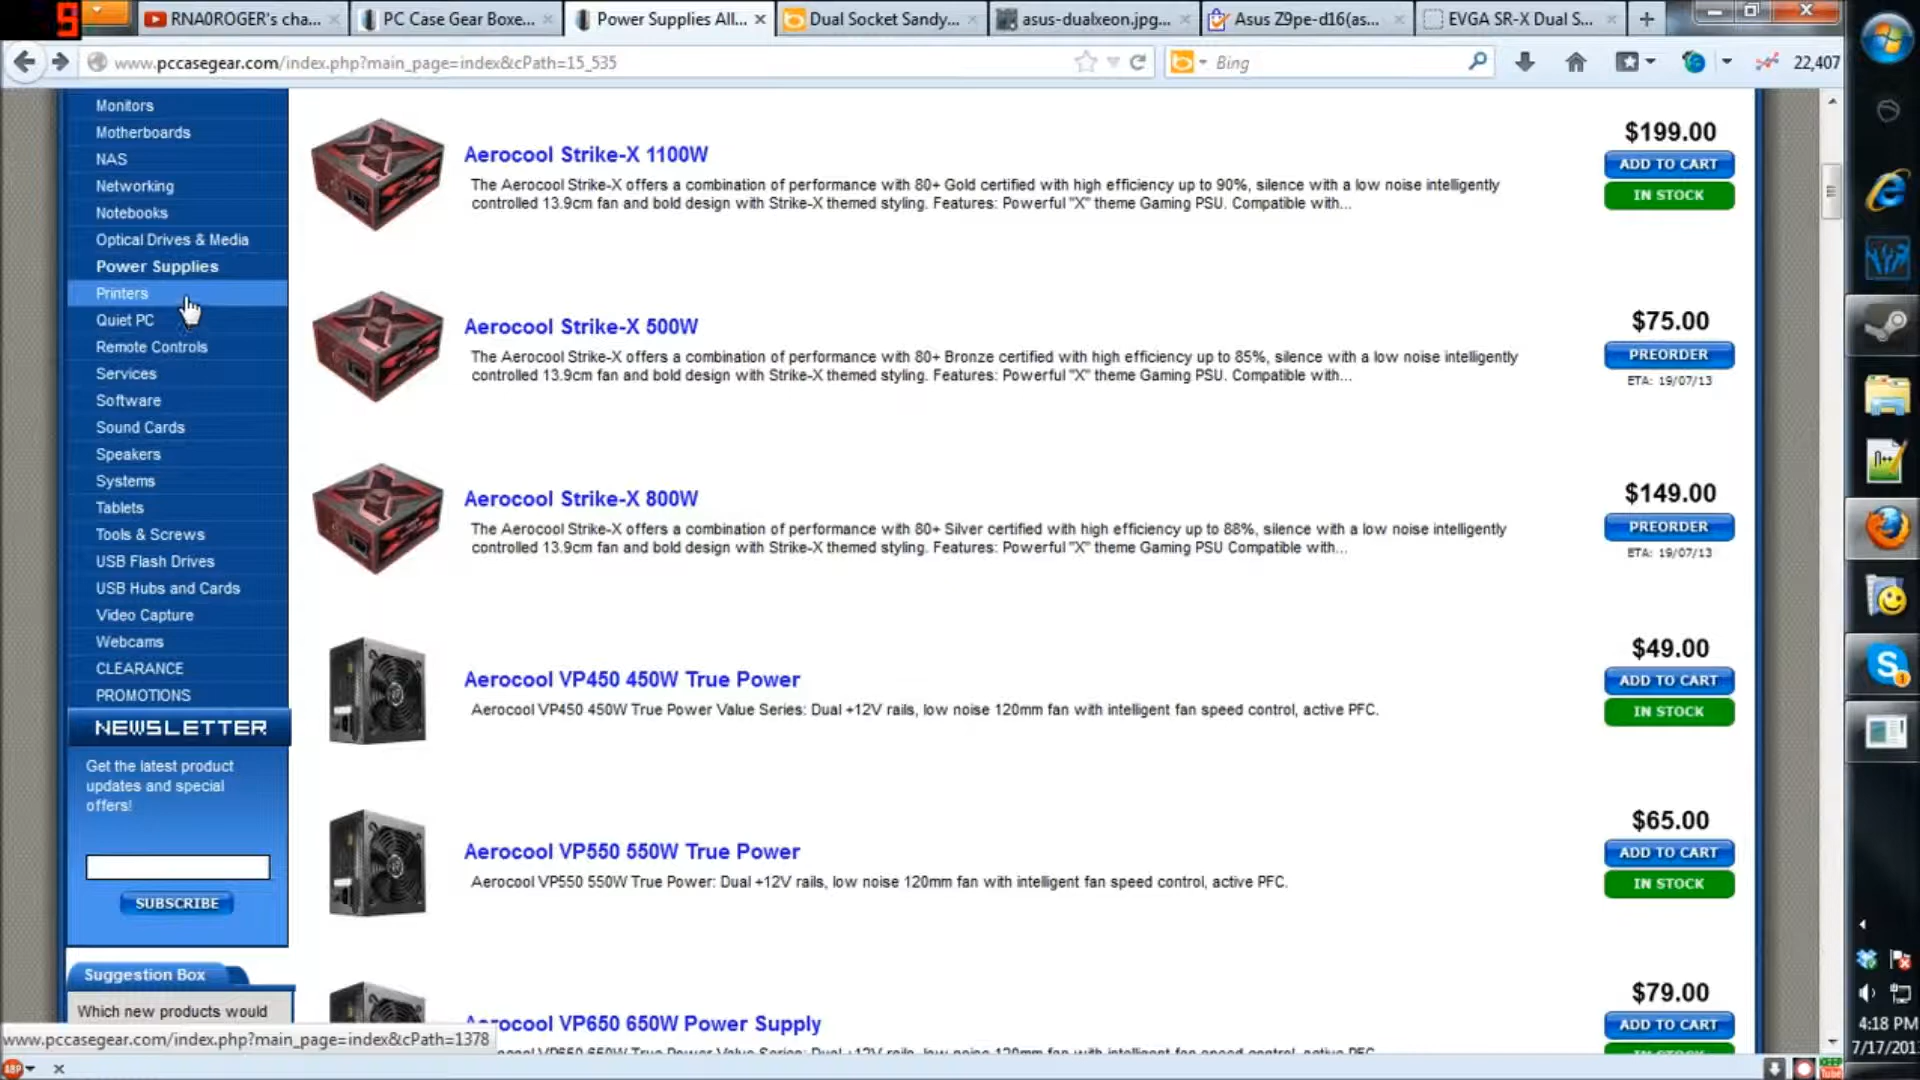 9
RNA0ROGER's cha...
PC Case Gear Boxe...
Power Supplies All...
Dual Socket Sandy...
asus-dualxeon.jpg...
Asus Z9pe-d16(as...
EVGA SR-X Dual S...
www.pccasegear.com/index.php?main_page=index&cPath=15_535
Bing
22,407
Monitors
Motherboards
NAS
Networking
Notebooks
Optical Drives & Media
Power Supplies
Printers
Quiet PC
Remote Controls
Services
Software
Sound Cards
Speakers
Systems
Tablets
Tools & Screws
USB Flash Drives
USB Hubs and Cards
Video Capture
Webcams
CLEARANCE
PROMOTIONS
NEWSLETTER
Get the latest product
updates and special
offers!
SUBSCRIBE
Suggestion Box
Which new products would
www.pccasegear.com/index.php?main_page=index&cPath=1378
Aerocool Strike-X 1100W
The Aerocool Strike-X offers a combination of performance with 80+ Gold certified with high efficiency up to 90%, silence with a low noise intelligently
controlled 13.9cm fan and bold design with Strike-X themed styling. Features: Powerful "X" theme Gaming PSU. Compatible with...
$199.00
ADD TO CART
IN STOCK
Aerocool Strike-X 500W
The Aerocool Strike-X offers a combination of performance with 80+ Bronze certified with high efficiency up to 85%, silence with a low noise intelligently
controlled 13.9cm fan and bold design with Strike-X themed styling. Features: Powerful "X" theme Gaming PSU. Compatible with...
$75.00
PREORDER
ETA: 19/07/13
Aerocool Strike-X 800W
The Aerocool Strike-X offers a combination of performance with 80+ Silver certified with high efficiency up to 88%, silence with a low noise intelligently
controlled 13.9cm fan and bold design with Strike-X themed styling. Features: Powerful "X" theme Gaming PSU Compatible with...
$149.00
PREORDER
ETA: 19/07/13
Aerocool VP450 450W True Power
Aerocool VP450 450W True Power Value Series: Dual +12V rails, low noise 120mm fan with intelligent fan speed control, active PFC.
$49.00
ADD TO CART
IN STOCK
Aerocool VP550 550W True Power
Aerocool VP550 550W True Power: Dual +12V rails, low noise 120mm fan with intelligent fan speed control, active PFC.
$65.00
ADD TO CART
IN STOCK
Aerocool VP650 650W Power Supply
$79.00
ADD TO CART
4:18 PM
7/17/201
ABP